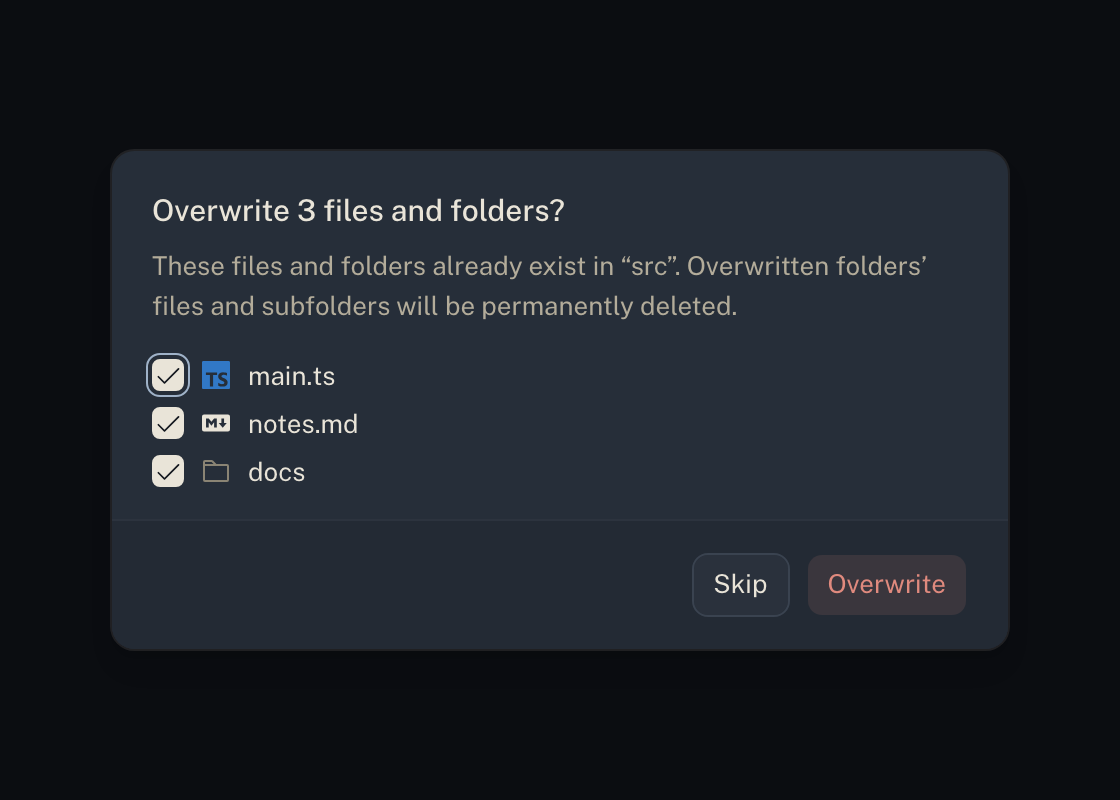 Overwrite 3 files and folders?
These files and folders already exist in “src”. Overwritten folders’
files and subfolders will be permanently deleted.
TS main.ts
M notes.md
docs
Skip Overwrite